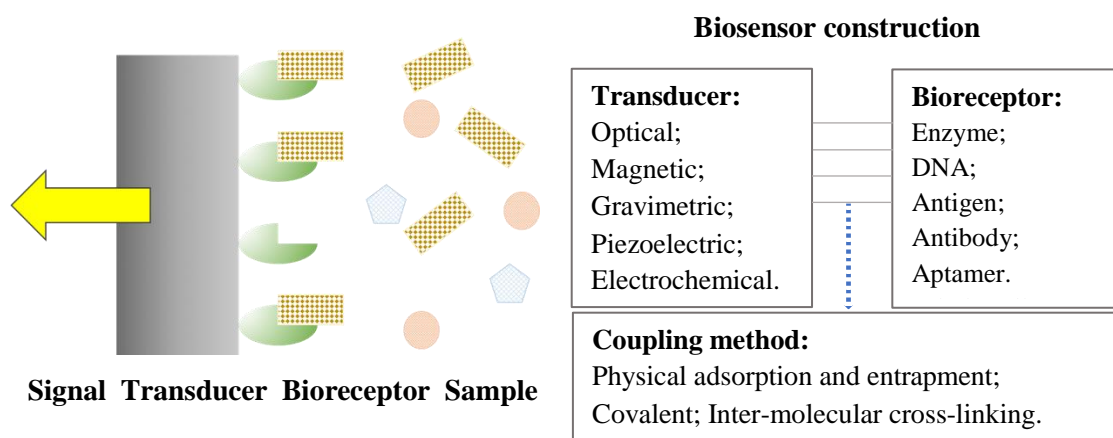 Biosensor construction
Transducer:
Optical;
Magnetic;
Gravimetric;
Piezoelectric;
Electrochemical.
Bioreceptor:
Enzyme;
DNA;
Antigen;
Antibody;
Aptamer.
Coupling method:
Physical adsorption and entrapment;
Covalent; Inter-molecular cross-linking.
Signal Transducer Bioreceptor Sample